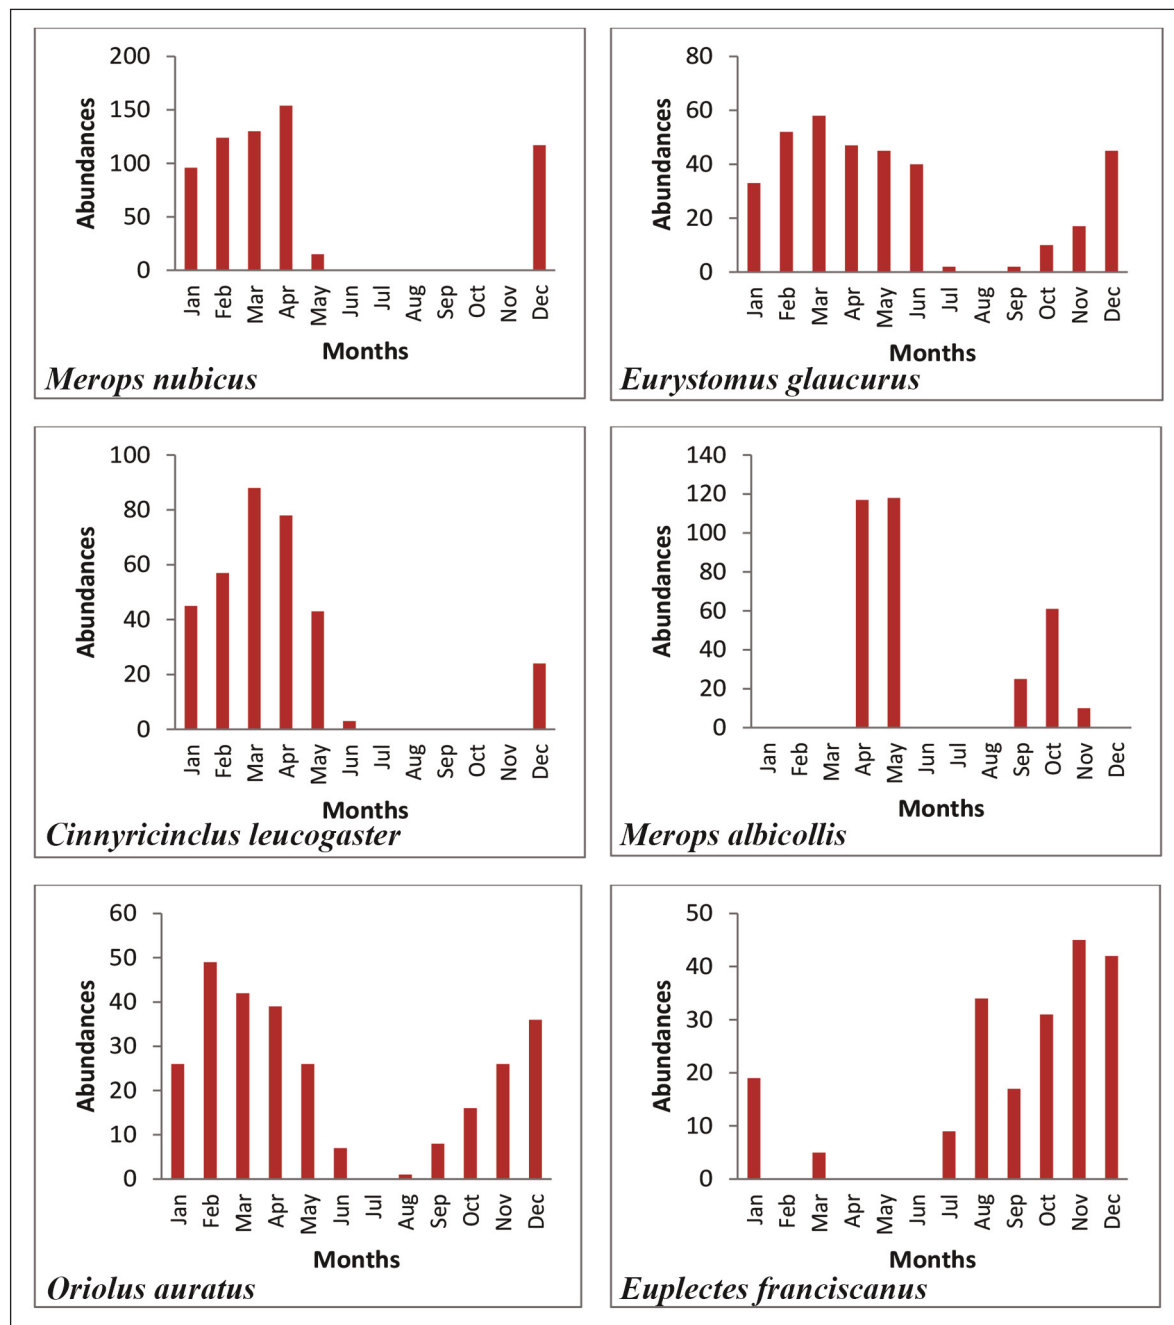 200
150
100
50
0
Abundances
Jan Feb Mar Apr May Jun Jul Aug Sep Oct Nov Dec
Months
Merops nubicus
80
60
40
20
0
Abundances
Jan Feb Mar Apr May Jun Jul Aug Sep Oct Nov Dec
Months
Eurystomus glaucurus
100
80
60
40
20
0
Abundances
Jan Feb Mar Apr May Jun Jul Aug Sep Oct Nov Dec
Months
Cinnyricinclus leucogaster
140
120
100
80
60
40
20
0
Abundances
Jan Feb Mar Apr May Jun Jul Aug Sep Oct Nov Dec
Months
Merops albicollis
60
50
40
30
20
10
0
Abundances
Jan Feb Mar Apr May Jun Jul Aug Sep Oct Nov Dec
Months
Oriolus auratus
50
40
30
20
10
0
Abundances
Jan Feb Mar Apr May Jun Jul Aug Sep Oct Nov Dec
Months
Euplectes franciscanus